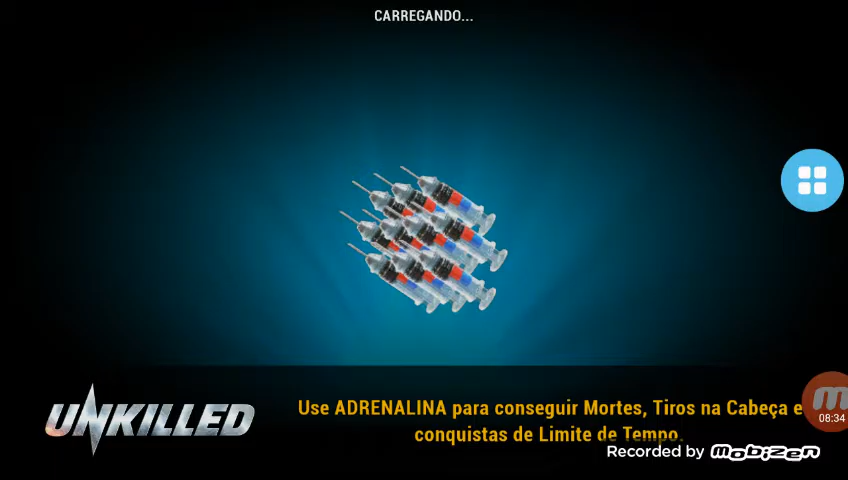 CARREGANDO...
UNKILLED
Use ADRENALINA para conseguir Mortes, Tiros na Cabeça e
conquistas de Limite de Tempo.
08:34
Recorded by mobizen